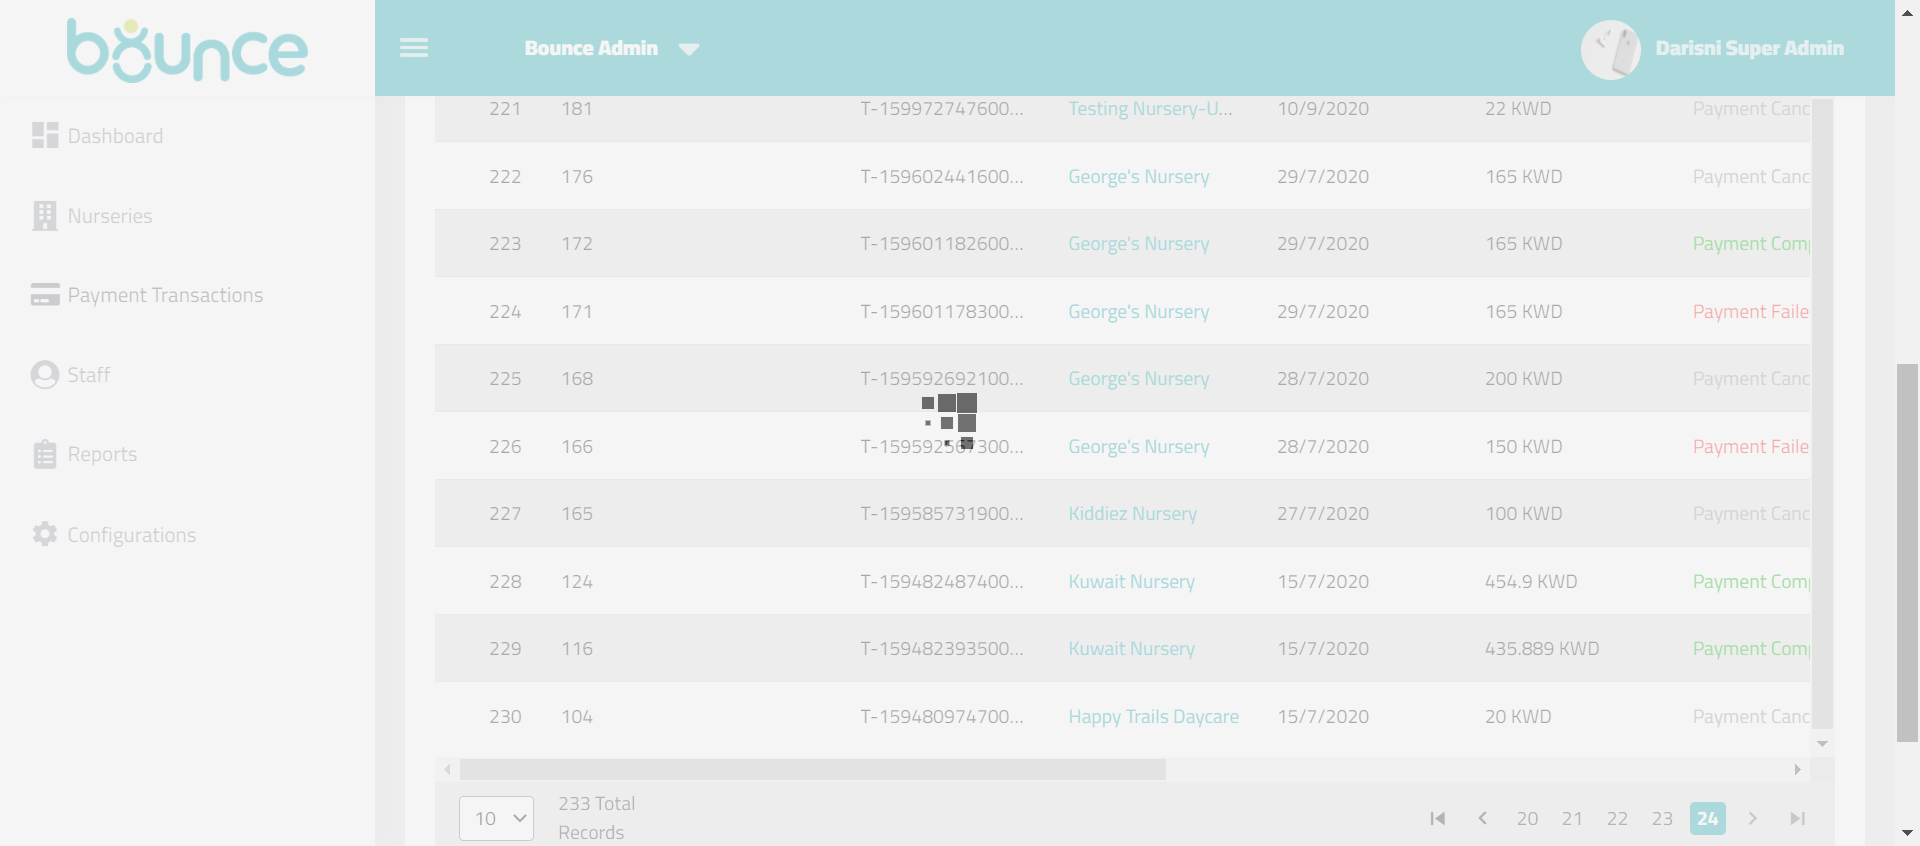 bounce
Bounce Admin
Darisni Super Admin
Dashboard
Nurseries
Payment Transactions
Staff
Reports
Configurations
221 181 T-159972747600... Testing Nursery-U... 10/9/2020 22 KWD Payment Canc
222 176 T-159602441600... George's Nursery 29/7/2020 165 KWD Payment Canc
223 172 T-159601182600... George's Nursery 29/7/2020 165 KWD Payment Com
224 171 T-159601178300... George's Nursery 29/7/2020 165 KWD Payment Faile
225 168 T-159592692100... George's Nursery 28/7/2020 200 KWD Payment Canc
226 166 T-159592567300... George's Nursery 28/7/2020 150 KWD Payment Faile
227 165 T-159585731900... Kiddiez Nursery 27/7/2020 100 KWD Payment Canc
228 124 T-159482487400... Kuwait Nursery 15/7/2020 454.9 KWD Payment Com
229 116 T-159482393500... Kuwait Nursery 15/7/2020 435.889 KWD Payment Com
230 104 T-159480974700... Happy Trails Daycare 15/7/2020 20 KWD Payment Canc
10
233 Total
Records
20 21 22 23 24